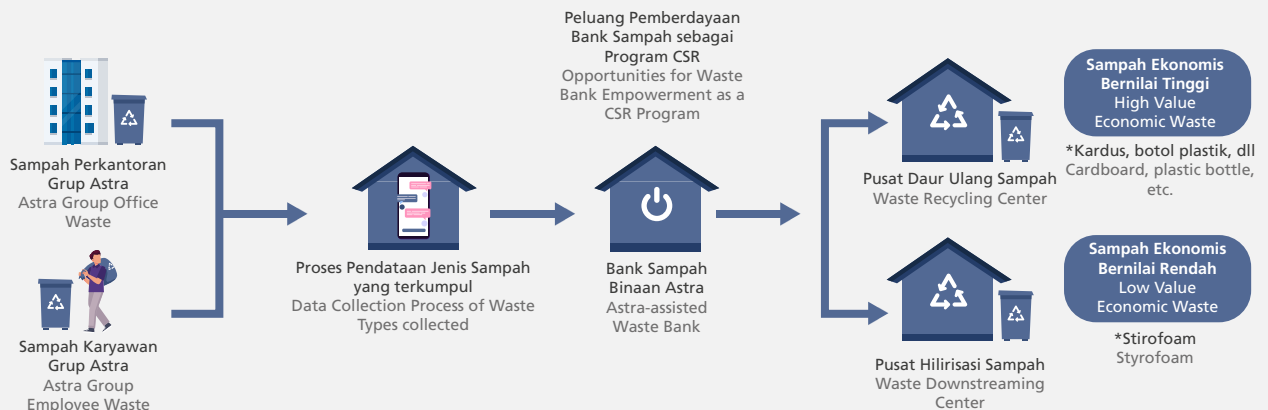 Sampah Perkantoran
Grup Astra
Astra Group Office
Waste
Sampah Karyawan
Grup Astra
Astra Group
Employee Waste
Proses Pendataan Jenis Sampah
yang terkumpul
Data Collection Process of Waste
Types collected
Peluang Pemberdayaan
Bank Sampah sebagai
Program CSR
Opportunities for Waste
Bank Empowerment as a
CSR Program
Bank Sampah
Binaan Astra
Astra-assisted
Waste Bank
Pusat Daur Ulang Sampah
Waste Recycling Center
Sampah Ekonomis
Bernilai Tinggi
High Value
Economic Waste
*Kardus, botol plastik, dll
Cardboard, plastic bottle,
etc.
Pusat Hilirisasi Sampah
Waste Downstreaming
Center
Sampah Ekonomis
Bernilai Rendah
Low Value
Economic Waste
*Stirofoam
Styrofoam